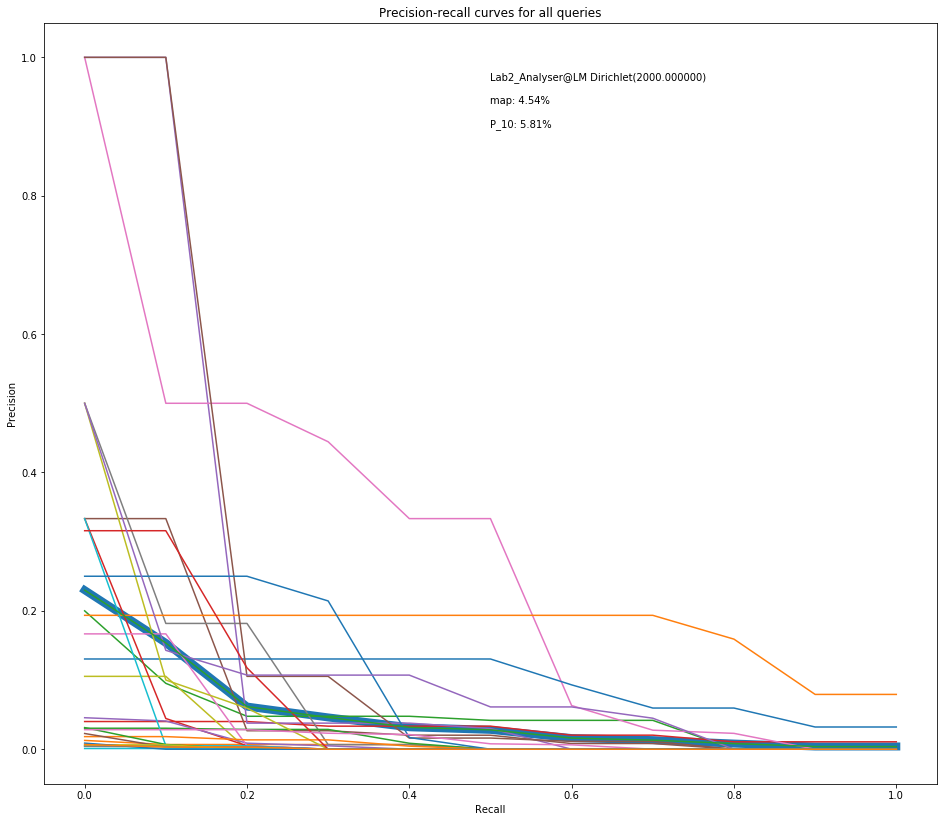 Precision-recall curves for all queries
Lab2_Analyser@LM Dirichlet(2000.000000)
map: 4.54%
P_10: 5.81%
Precision
1.0
0.8
0.6
0.4
0.2
0.0
0.0 0.2 0.4 0.6 0.8 1.0
Recall